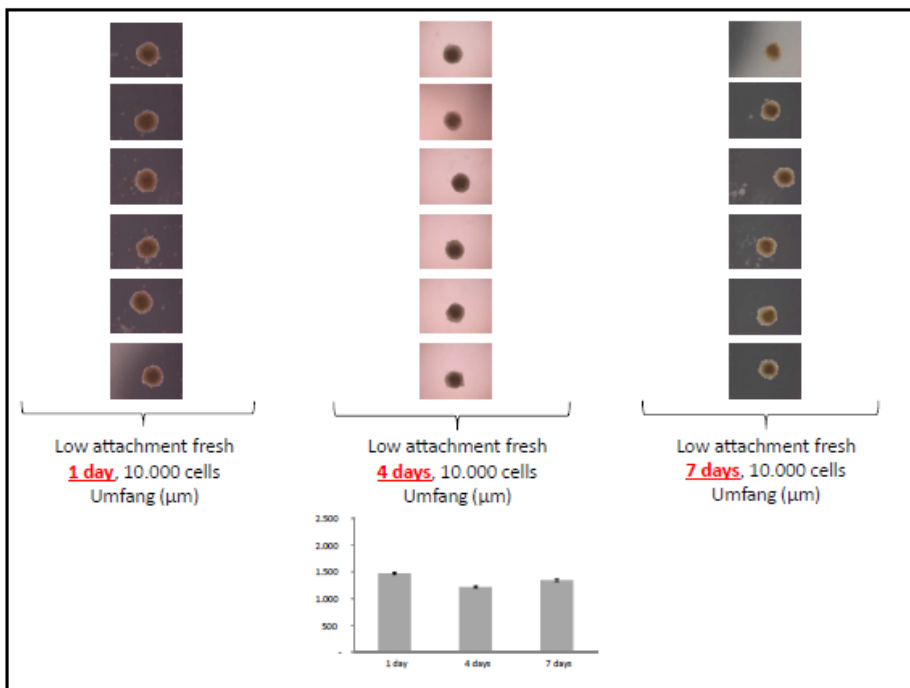 Low attachment fresh
1 day, 10.000 cells
Umfang (µm)
Low attachment fresh
4 days, 10.000 cells
Umfang (µm)
Low attachment fresh
7 days, 10.000 cells
Umfang (µm)
2.500
2.000
1.500
1.000
500
-
1 day
4 days
7 days